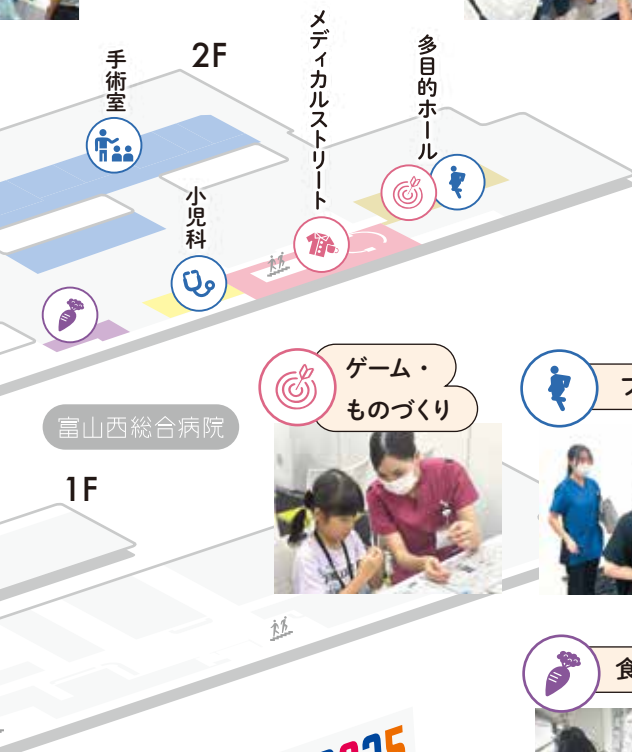 2F
手術室
小児科
メディカルストリート
多目的ホール
ゲーム・
ものづくり
富山西総合病院
1F
食